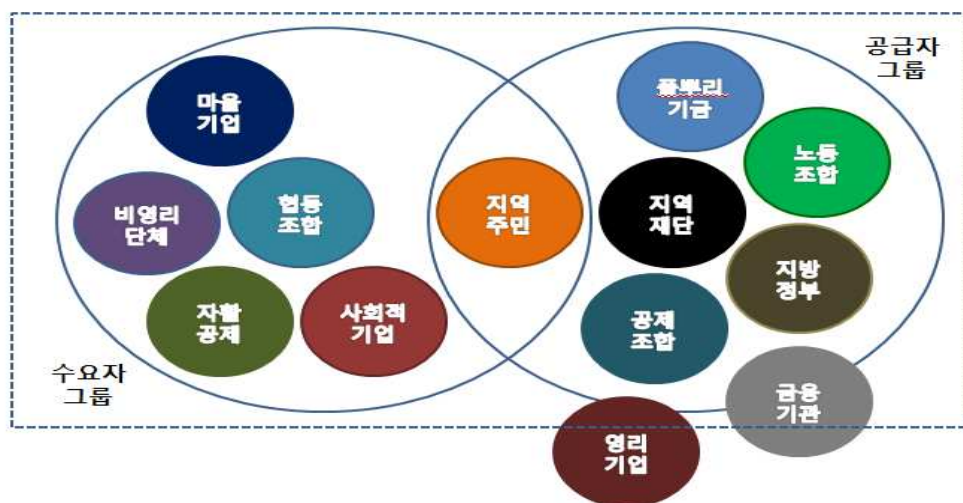 공급자
그룹
마을
기업
비영리
단체
협동
조합
자활
공제
사회적
기업
수요자
그룹
지역
주민
풀뿌리
기금
노동
조합
지역
재단
지방
정부
공제
조합
금융
기관
영리
기업